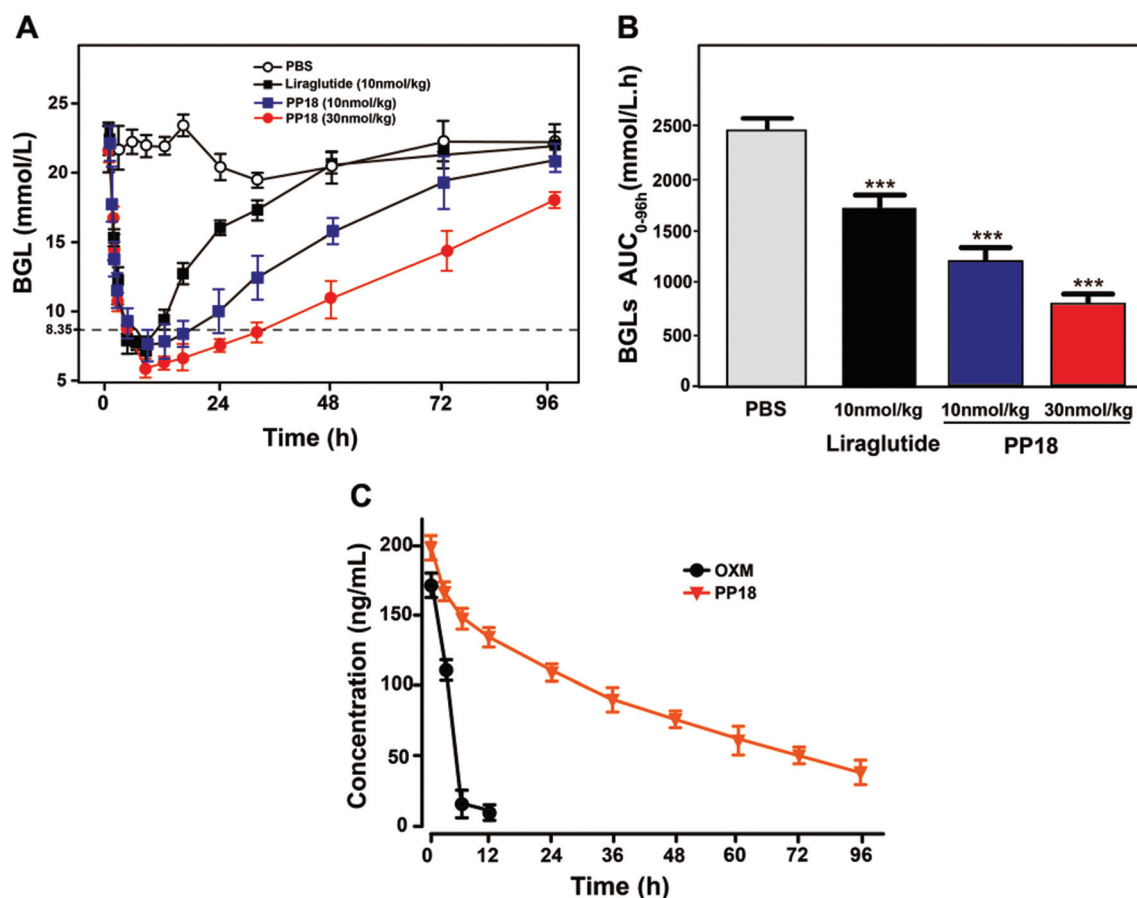 A
BGL (mmol/L)
25
20
15
10
8.35
5
PBS
Liraglutide (10nmol/kg)
PP18 (10nmol/kg)
PP18 (30nmol/kg)
0 24 48 72 96
Time (h)
B
BGLs AUC0-96h(mmol/L.h)
2500
2000
1500
1000
500
0
***
***
***
PBS 10nmol/kg 10nmol/kg 30nmol/kg
Liraglutide PP18
C
Concentration (ng/mL)
200
150
100
50
0
OXM
PP18
0 12 24 36 48 60 72 96
Time (h)